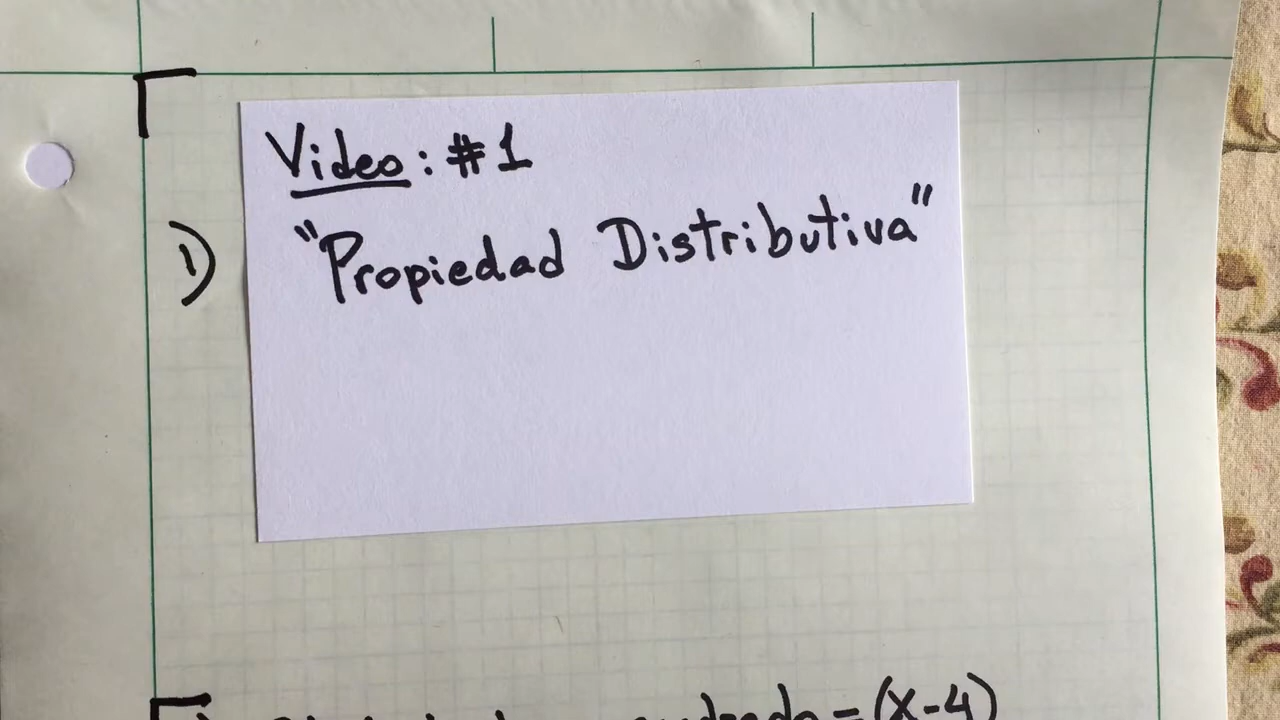 Video: #1
1) "Propiedad Distributiva"
= (x-4)